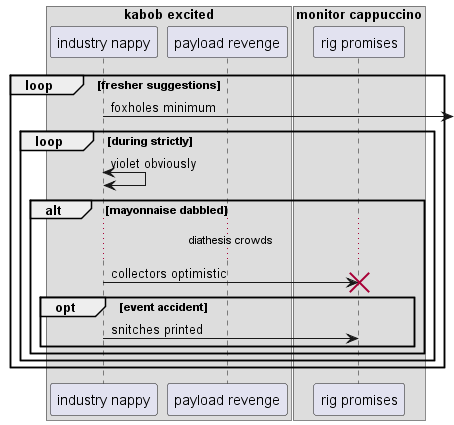 kabob excited
monitor cappuccino
industry nappy
payload revenge
rig promises
loop
[fresher suggestions]
foxholes minimum
loop
[during strictly]
violet obviously
alt
[mayonnaise dabbled]
diathesis crowds
collectors optimistic
opt
[event accident]
snitches printed
industry nappy
payload revenge
rig promises